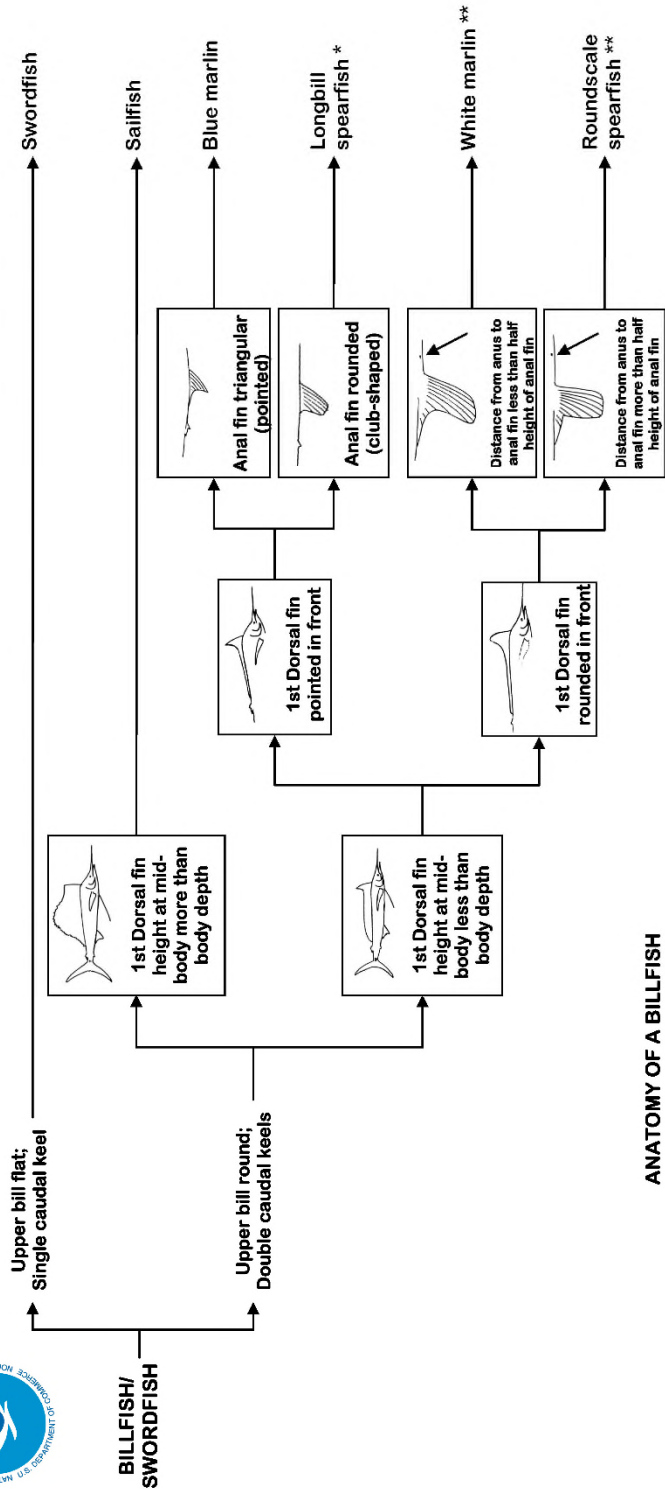 NAT
U.S. DEPARTMENT OF COMMERCE
BILLFISH/
SWORDFISH
Upper bill flat;
Single caudal keel
Upper bill round;
Double caudal keels
1st Dorsal fin
height at mid-
body more than
body depth
1st Dorsal fin
height at mid-
body less than
body depth
1st Dorsal fin
pointed in front
1st Dorsal fin
rounded in front
Anal fin triangular
(pointed)
Anal fin rounded
(club-shaped)
Distance from anus to
anal fin less than half
height of anal fin
Distance from anus to
anal fin more than half
height of anal fin
Swordfish
Sailfish
Blue marlin
Longbill
spearfish *
White marlin **
Roundscale
spearfish **
ANATOMY OF A BILLFISH